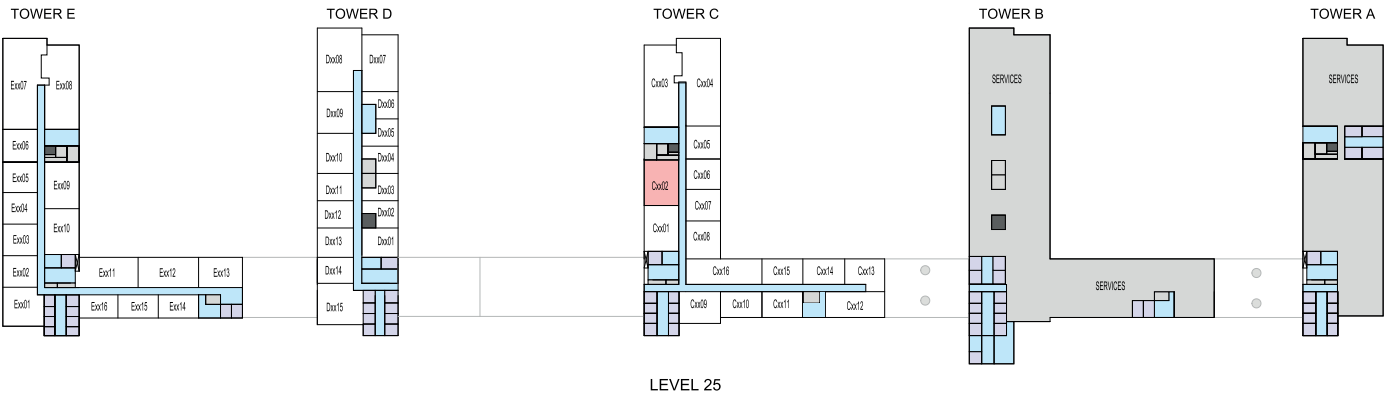 TOWER E
TOWER D
TOWER C
TOWER B
TOWER A
Exx07
Exx08
Exx06
Exx05
Exx09
Exx04
Exx10
Exx03
Exx02
Exx11
Exx12
Exx13
Exx01
Exx16
Exx15
Exx14
Dxx08
Dxx07
Dxx09
Dxx06
Dxx05
Dxx10
Dxx04
Dxx11
Dxx03
Dxx12
Dxx02
Dxx13
Dxx01
Dxx14
Dxx15
Cxx03
Cxx04
Cxx05
Cxx02
Cxx06
Cxx07
Cxx01
Cxx08
Cxx16
Cxx15
Cxx14
Cxx13
Cxx09
Cxx10
Cxx11
Cxx12
SERVICES
SERVICES
SERVICES
LEVEL 25